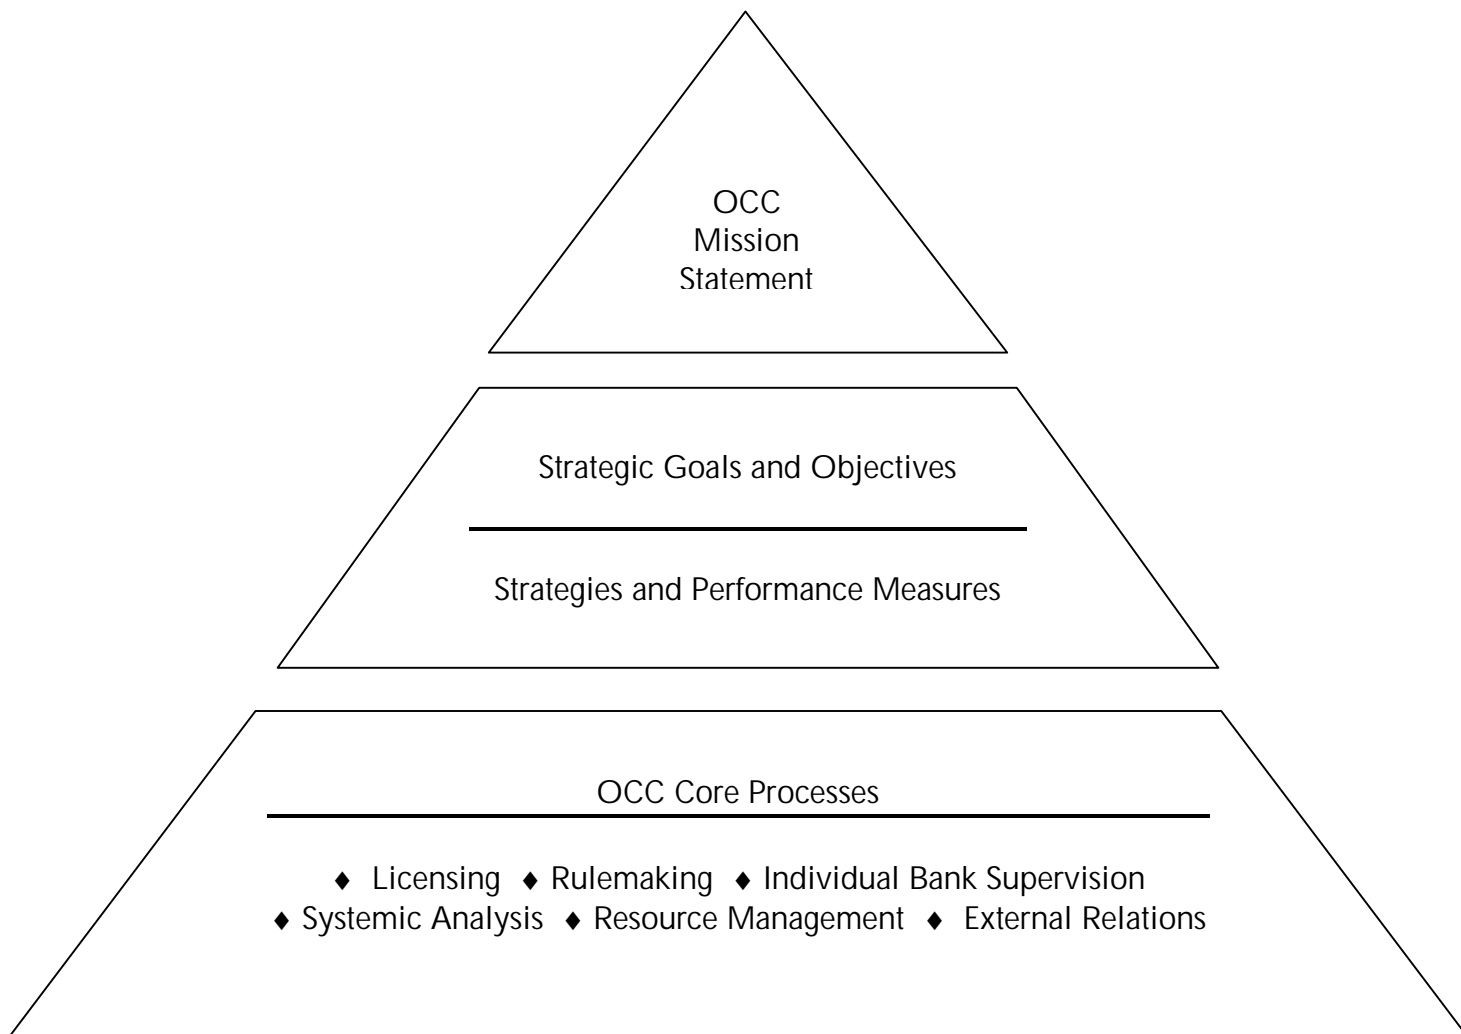 OCC
Mission
Statement
Strategic Goals and Objectives
Strategies and Performance Measures
OCC Core Processes
♦ Licensing ♦ Rulemaking ♦ Individual Bank Supervision
♦ Systemic Analysis ♦ Resource Management ♦ External Relations